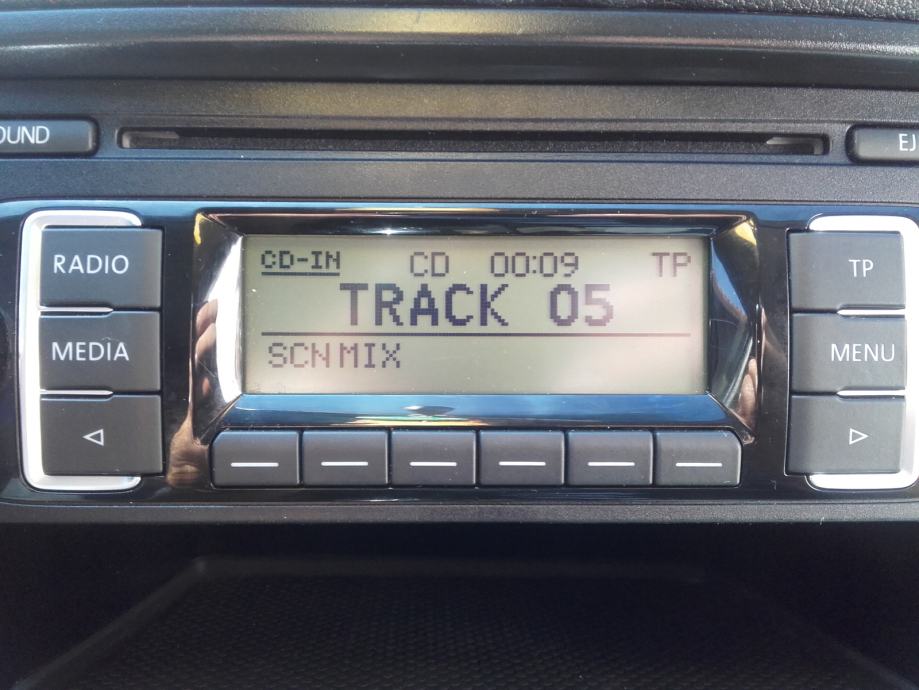 OUND
EJ
RADIO
MEDIA
CD-IN CD 00:09 TP
TRACK 05
SCN MIX
TP
MENU